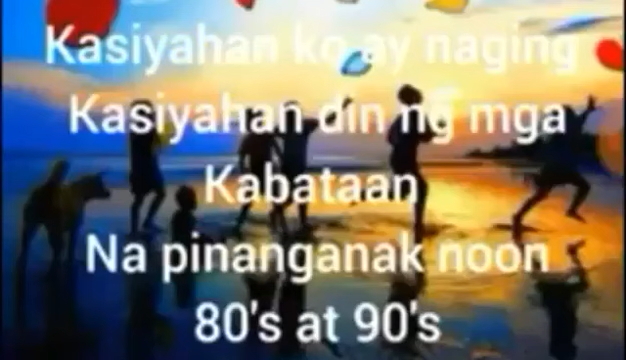 Kasiyahan ko ay naging
Kasiyahan din ng mga
Kabataan
Na pinanganak noon
80's at 90's